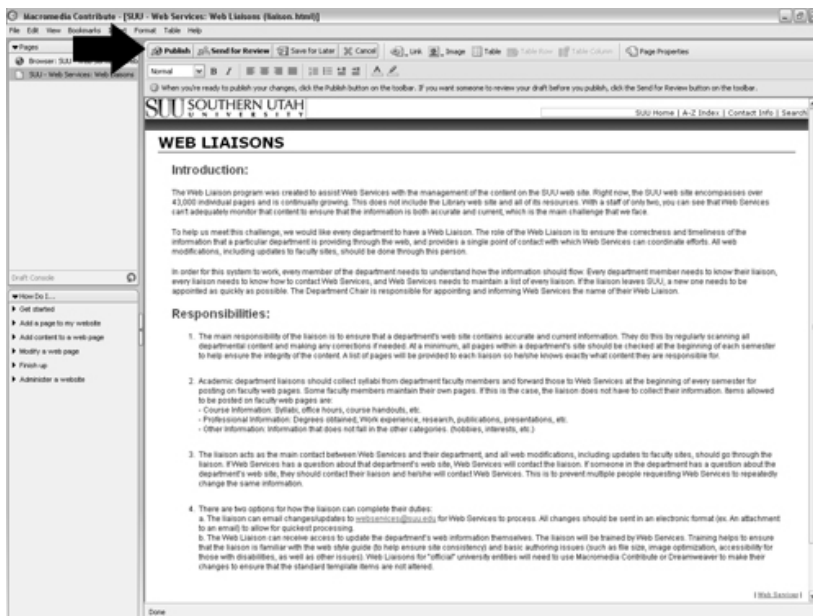 Macromedia Contribute - [SUU - Web Services: Web Liaisons (liaison.html)]
File Edit View Bookmarks Format Table Help
Pages
Browser: SUU
SUU - Web Services: Web Liaisons
Publish Send for Review Save for Later Cancel Link Image Table Table Row Table Column Page Properties
Normal B I
When you're ready to publish your changes, click the Publish button on the toolbar. If you want someone to review your draft before you publish, click the Send for Review button on the toolbar.
SUU SOUTHERN UTAH
UNIVERSITY
SUU Home | A-Z Index | Contact Info | Search
WEB LIAISONS
Introduction:
The Web Liaison program was created to assist Web Services with the management of the content on the SUU web site. Right now, the SUU web site encompasses over
43,000 individual pages and is continually growing. This does not include the Library web site and all of its resources. With a staff of only two, you can see that Web Services
can't adequately monitor that content to ensure that the information is both accurate and current, which is the main challenge that we face.
To help us meet this challenge, we would like every department to have a Web Liaison. The role of the Web Liaison is to ensure the correctness and timeliness of the
information that a particular department is providing through the web, and provides a single point of contact with which Web Services can coordinate efforts. All web
modifications, including updates to faculty sites, should be done through this person.
In order for this system to work, every member of the department needs to understand how the information should flow. Every department member needs to know their liaison,
every liaison needs to know how to contact Web Services, and Web Services needs to maintain a list of every liaison. If the liaison leaves SUU, a new one needs to be
appointed as quickly as possible. The Department Chair is responsible for appointing and informing Web Services the name of their Web Liaison.
Responsibilities:
1. The main responsibility of the liaison is to ensure that a department's web site contains accurate and current information. They do this by regularly scanning all
departmental content and making any corrections if needed. At a minimum, all pages within a department's site should be checked at the beginning of each semester
to help ensure the integrity of the content. A list of pages will be provided to each liaison so he/she knows exactly what content they are responsible for.
2. Academic department liaisons should collect syllabi from department faculty members and forward those to Web Services at the beginning of every semester for
posting on faculty web pages. Some faculty members maintain their own pages. If this is the case, the liaison does not have to collect their information. Items allowed
to be posted on faculty web pages are:
- Course Information: Syllabi, office hours, course handouts, etc.
- Professional Information: Degrees obtained, Work experience, research, publications, presentations, etc.
- Other Information: Information that does not fall in the other categories. (hobbies, interests, etc.)
3. The liaison acts as the main contact between Web Services and their department, and all web modifications, including updates to faculty sites, should go through the
liaison. If Web Services has a question about that department's web site, Web Services will contact the liaison. If someone in the department has a question about the
department's web site, they should contact their liaison and he/she will contact Web Services. This is to prevent multiple people requesting Web Services to repeatedly
change the same information.
4. There are two options for how the liaison can complete their duties:
a. The liaison can email changes/updates to webservices@suu.edu for Web Services to process. All changes should be sent in an electronic format (ex. An attachment
to an email) to allow for quickest processing.
b. The Web Liaison can receive access to update the department's web information themselves. The liaison will be trained by Web Services. Training helps to ensure
that the liaison is familiar with the web style guide (to help ensure site consistency) and basic authoring issues (such as file size, image optimization, accessibility for
those with disabilities, as well as other issues). Web Liaisons for "official" university entities will need to use Macromedia Contribute or Dreamweaver to make their
changes to ensure that the standard template items are not altered.
| Web Services |
Draft Console
How Do I...
Get started
Add a page to my website
Add content to a web page
Modify a web page
Finish up
Administer a website
Done